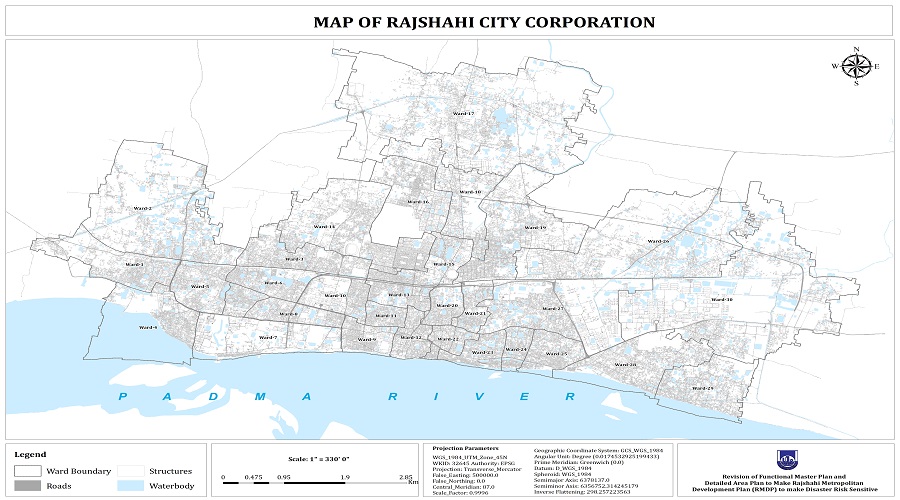 MAP OF RAJSHAHI CITY CORPORATION
N
W E
S
Ward-17
Ward-18
Ward-16
Ward-2
Ward-14
Ward-19
Ward-26
Ward-1
Ward-3
Ward-15
Ward-5
Ward-4
Ward-10
Ward-13
Ward-20
Ward-21
Ward-27
Ward-30
Ward-6
Ward-8
Ward-11
Ward-7
Ward-9
Ward-12
Ward-22
Ward-23
Ward-24
Ward-25
Ward-28
Ward-29
PADMA RIVER
Legend
Ward Boundary
Structures
Roads
Waterbody
Scale: 1" = 330' 0"
0 0.475 0.95 1.9 2.85
Km
Projection Parameters
WGS_1984_UTM_Zone_45N
WKID: 32645 Authority: EPSG
Projection: Transverse_Mercator
False_Easting: 500000.0
False_Northing: 0.0
Central_Meridian: 87.0
Scale_Factor: 0.9996
Geographic Coordinate System: GCS_WGS_1984
Angular Unit: Degree (0.0174532925199433)
Prime Meridian: Greenwich (0.0)
Datum: D_WGS_1984
Spheroid: WGS_1984
Semimajor Axis: 6378137.0
Semiminor Axis: 6356752.314245179
Inverse Flattening: 298.257223563
Revision of Functional Master Plan and
Detailed Area Plan to Make Rajshahi Metropolitan
Development Plan (RMDP) to make Disaster Risk Sensitive